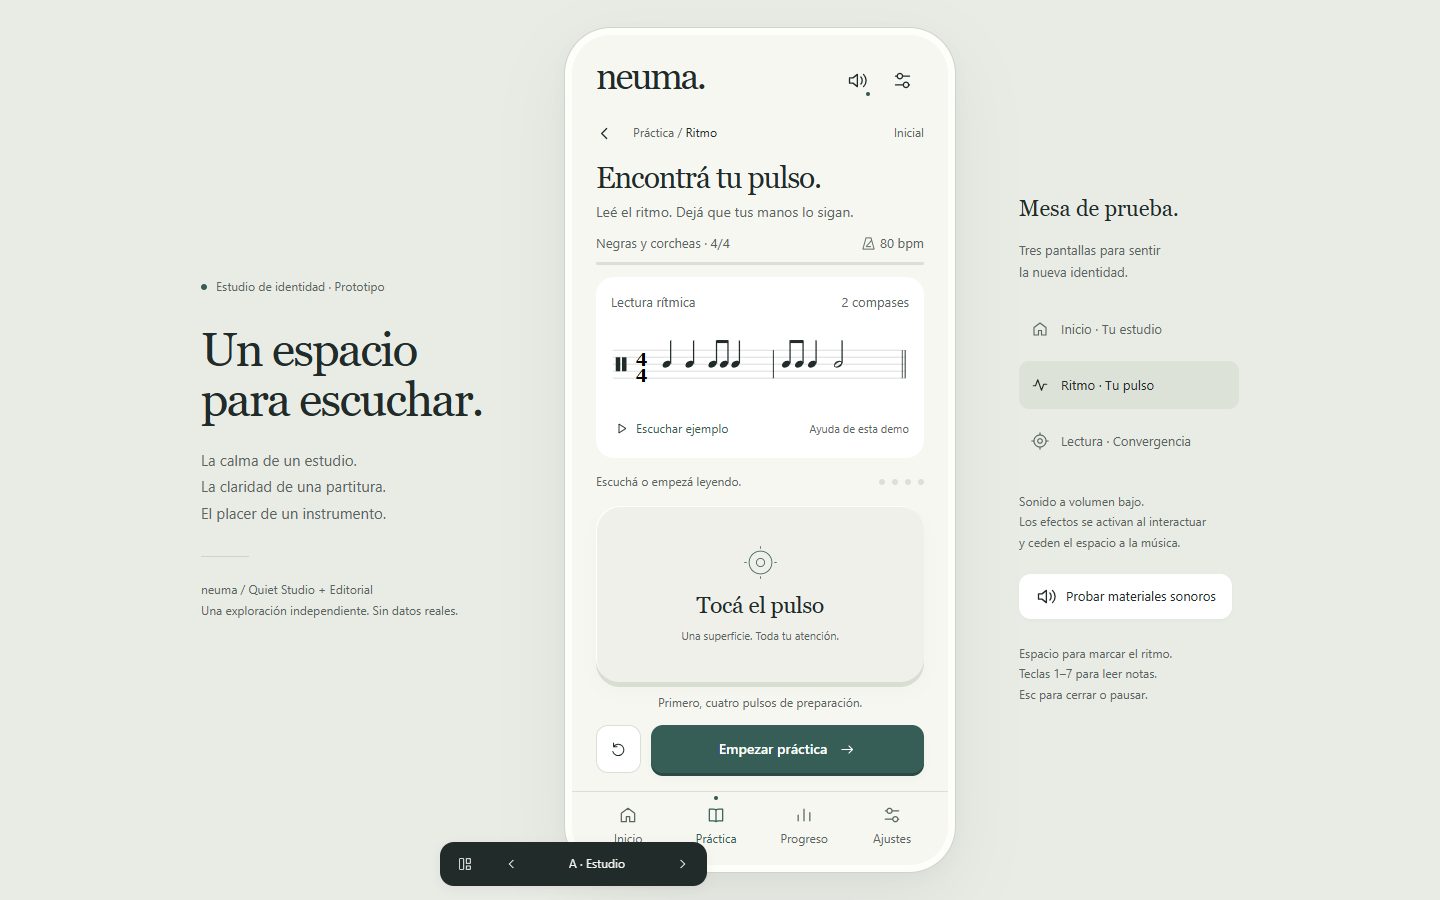 Estudio de identidad · Prototipo
Un espacio
para escuchar.
La calma de un estudio.
La claridad de una partitura.
El placer de un instrumento.
neuma / Quiet Studio + Editorial
Una exploración independiente. Sin datos reales.
neuma.
Práctica / Ritmo
Inicial
Encontrá tu pulso.
Leé el ritmo. Dejá que tus manos lo sigan.
Negras y corcheas · 4/4
80 bpm
Lectura rítmica
2 compases
4
4
Escuchar ejemplo
Ayuda de esta demo
Escuchá o empezá leyendo.
Tocá el pulso
Una superficie. Toda tu atención.
Primero, cuatro pulsos de preparación.
Empezar práctica
Inicio
Práctica
Progreso
Ajustes
A · Estudio
Mesa de prueba.
Tres pantallas para sentir
la nueva identidad.
Inicio · Tu estudio
Ritmo · Tu pulso
Lectura · Convergencia
Sonido a volumen bajo.
Los efectos se activan al interactuar
y ceden el espacio a la música.
Probar materiales sonoros
Espacio para marcar el ritmo.
Teclas 1–7 para leer notas.
Esc para cerrar o pausar.